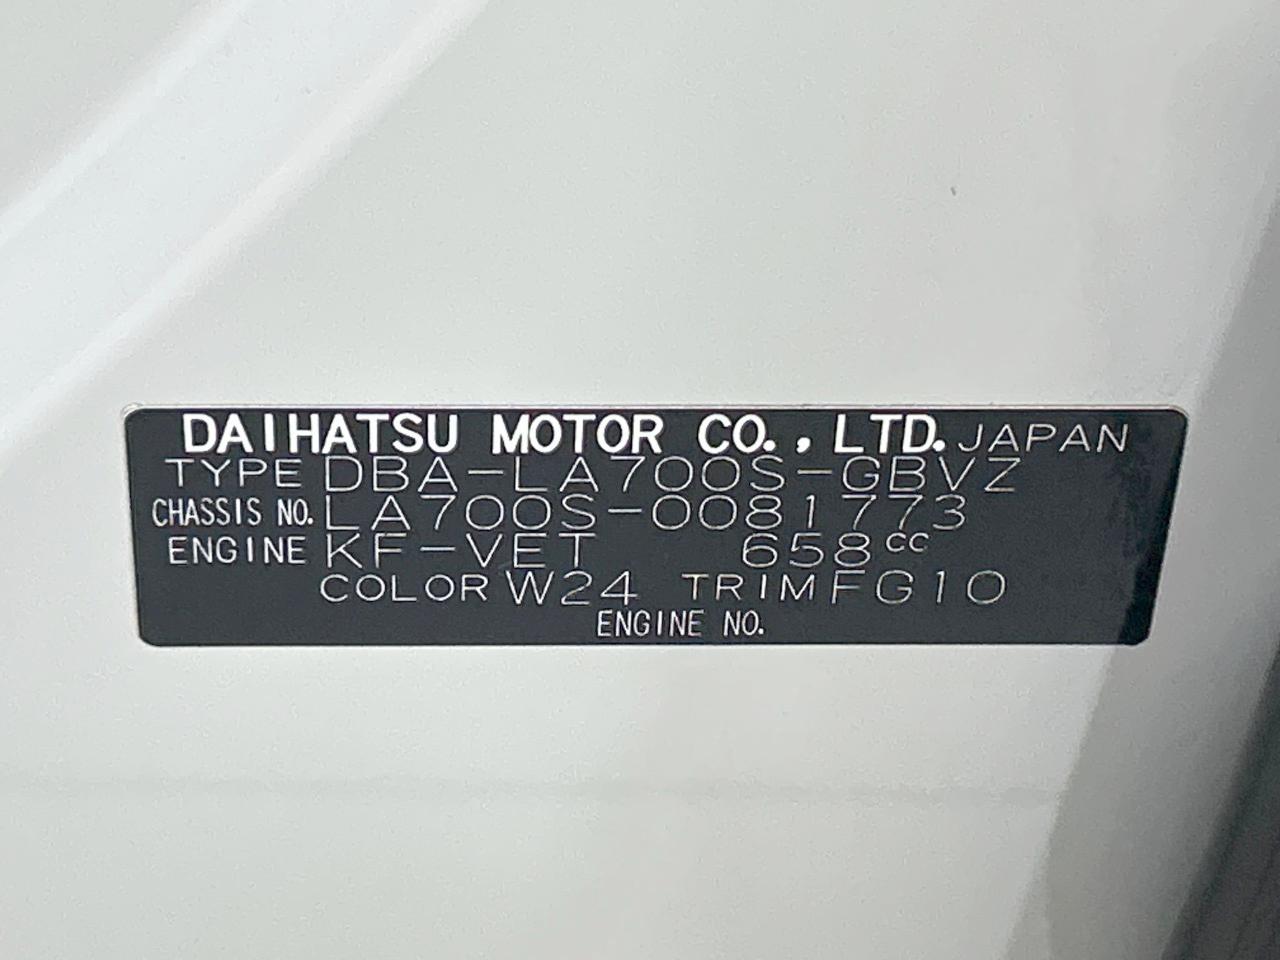 DAIHATSU MOTOR CO., LTD. JAPAN
TYPE DBA-LA700S-GBVZ
CHASSIS NO. LA700S-0081773
ENGINE KF-VET 658cc
COLOR W24 TRIM FG10
ENGINE NO.